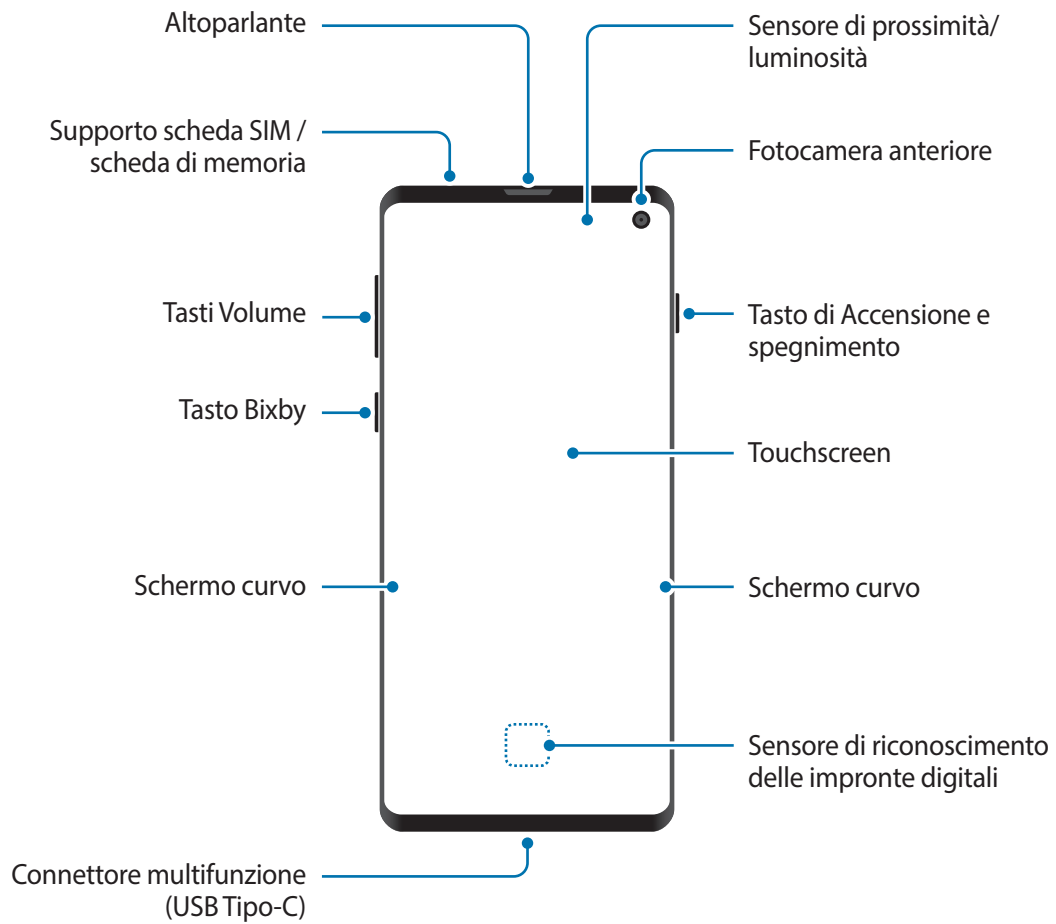 Altoparlante
Supporto scheda SIM /
scheda di memoria
Tasti Volume
Tasto Bixby
Schermo curvo
Connettore multifunzione
(USB Tipo-C)
Sensore di prossimità/
luminosità
Fotocamera anteriore
Tasto di Accensione e
spegnimento
Touchscreen
Schermo curvo
Sensore di riconoscimento
delle impronte digitali